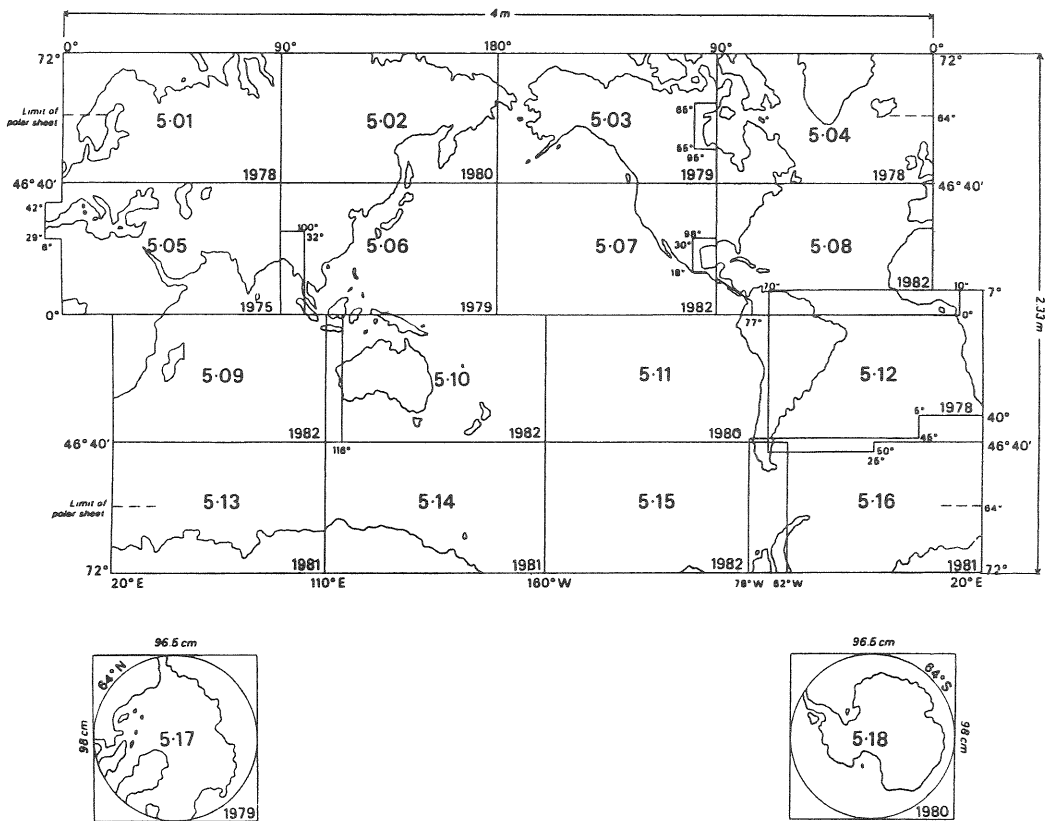 4 m
0° 90° 180° 90° 0°
72° 72°
Limit of polar sheet
5·01 5·02 5·03 5·04
65°
55°
95°
64°
1978 1980 1979 1978
46° 40' 46° 40'
42°
29°
6°
5·05 5·06 5·07 5·08
100°
32°
98°
30°
18°
1975 1979 1982 1982
70° 10° 7°
0° 77° 0°
2.33 m
5·09 5·10 5·11 5·12
5° 1978 40°
1982 1982 1980 45°
46° 40' 46° 40'
116° 50°
25°
5·13 5·14 5·15 5·16
Limit of polar sheet
64°
1981 1981 1982 1981
72° 72°
20° E 110° E 160° W 78° W 52° W 20° E
96.5 cm 96.5 cm
64° N 64° S
98 cm 98 cm
5·17 5·18
1979 1980